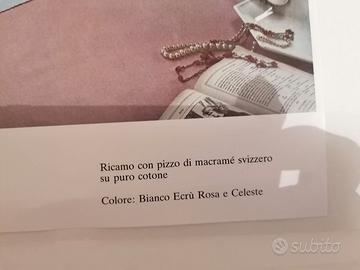 Ricamo con pizzo di macramé svizzero
su puro cotone
Colore: Bianco Ecrù Rosa e Celeste
subito